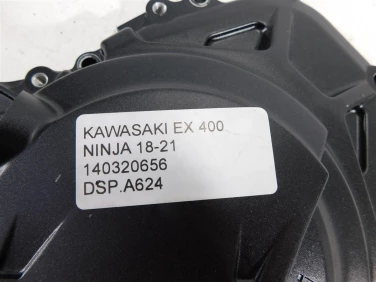 KAWASAKI EX 400
NINJA 18-21
140320656
DSP.A624